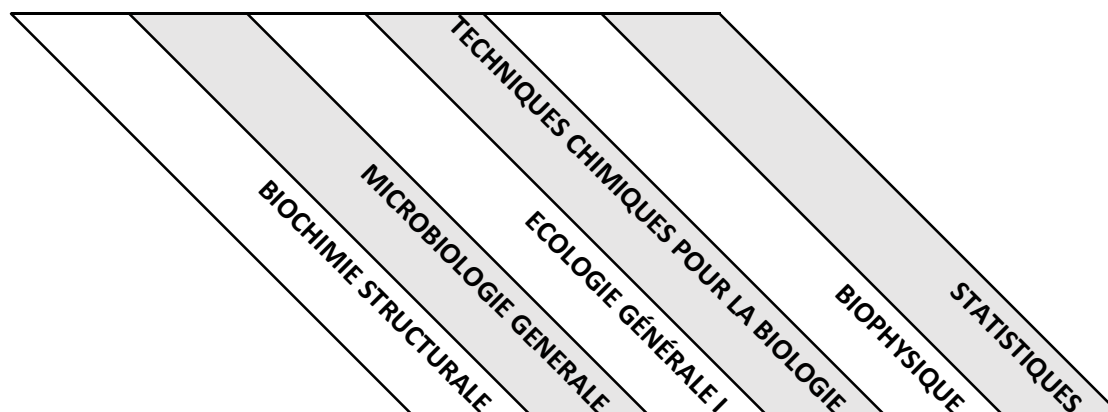 BIOCHIMIE STRUCTURALE
MICROBIOLOGIE GENERALE
ECOLOGIE GÉNÉRALE I
TECHNIQUES CHIMIQUES POUR LA BIOLOGIE
BIOPHYSIQUE
STATISTIQUES